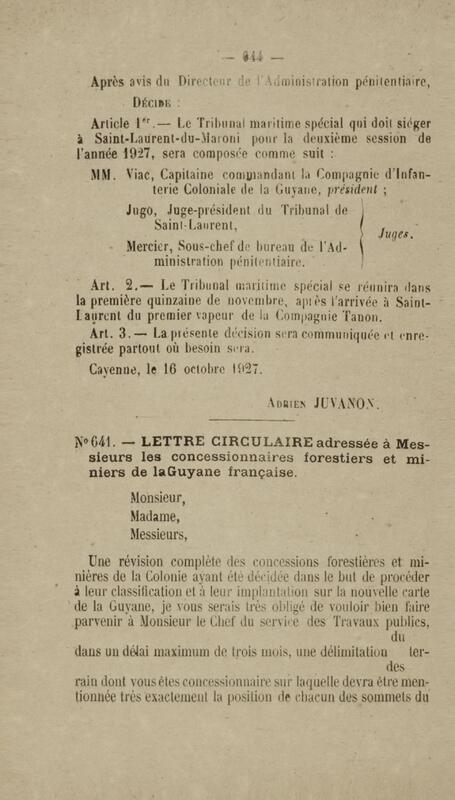 — 644 —
Après avis du Directeur de l'Administration pénitentiaire,
DÉCIDE :
Article 1er.— Le Tribunal maritime spécial qui doit siéger
à Saint-Laurent-du-Maroni pour la deuxième session de
l'année 1927, sera composée comme suit :
MM. Viac, Capitaine commandant la Compagnie d'Infan-
terie Coloniale de la Guyane, président ;
Jugo, Juge-président du Tribunal de
Saint-Laurent,
Juges.
Mercier, Sous-chef de bureau de l'Ad-
ministration pénitentiaire.
Art. 2.— Le Tribunal maritime spécial se réunira dans
la première quinzaine de novembre, après l'arrivée à Saint-
Laurent du premier vapeur de la Compagnie Tanon.
Art. 3.— La présente décision sera communiquée et enre-
gistrée partout où besoin sera.
Cayenne, le 16 octobre 1927.
ADRIEN JUVANON.
N° 641. — LETTRE CIRCULAIRE adressée à Mes-
sieurs les concessionnaires forestiers et mi-
niers de la Guyane française.
Monsieur,
Madame,
Messieurs,
Une révision complète des concessions forestières et mi-
nières de la Colonie ayant été décidée dans le but de procéder
à leur classification et à leur implantation sur la nouvelle carte
de la Guyane, je vous serais très obligé de vouloir bien faire
parvenir à Monsieur le Chef du service des Travaux publics,
du
dans un délai maximum de trois mois, une délimitation ter-
des
rain dont vous êtes concessionnaire sur laquelle devra être men-
tionnée très exactement la position de chacun des sommets du